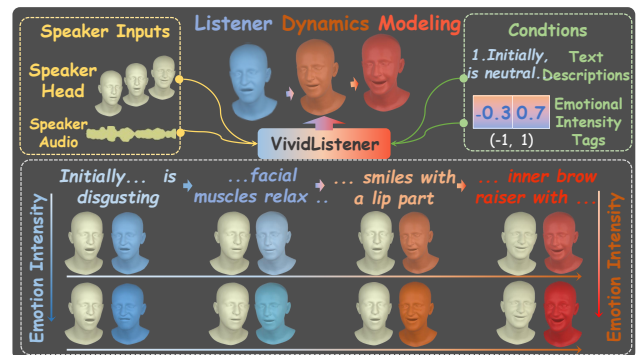 Speaker Inputs
Speaker
Head
Speaker
Audio
Listener Dynamics Modeling
VividListener
Condtions
1.Initially,
is neutral.
Text
Descriptions
-0.3 0.7
(-1, 1)
Emotional
Intensity
Tags
Initially... is
disgusting
...facial
muscles relax ..
... smiles with
a lip part
... inner brow
raiser with ...
Emotion Intensity
Emotion Intensity